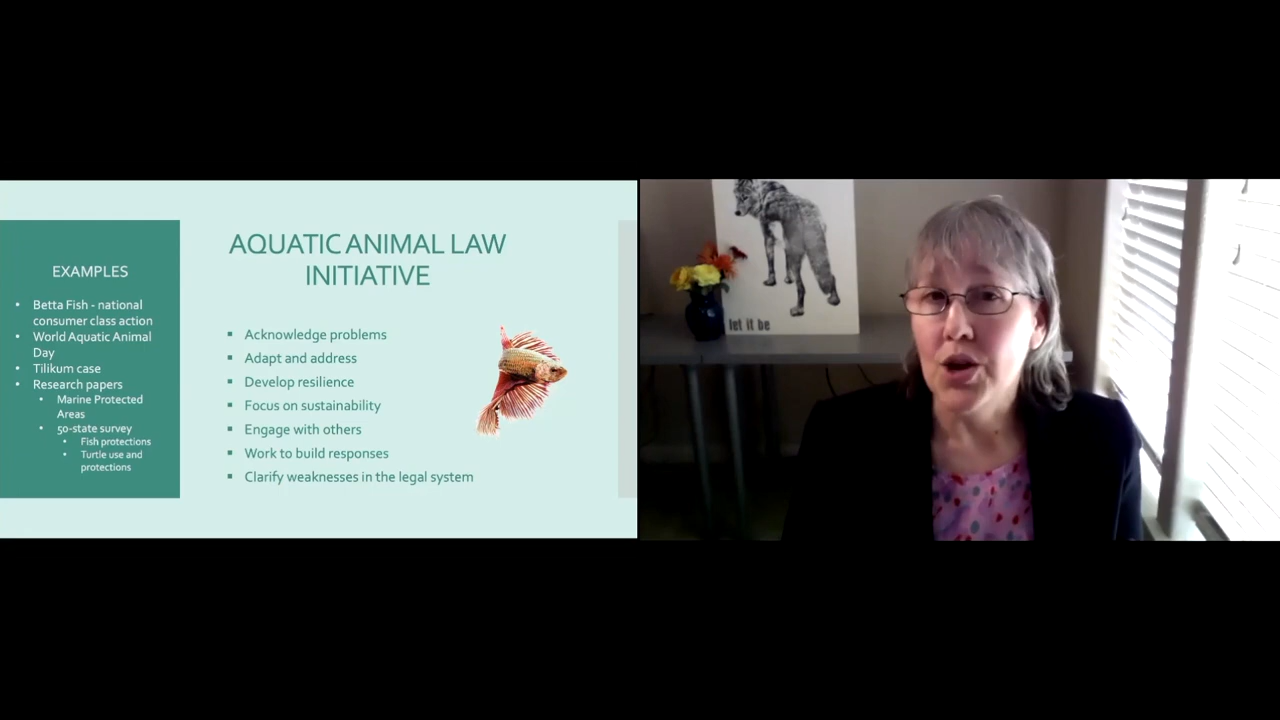 EXAMPLES
Betta Fish - national
consumer class action
World Aquatic Animal
Day
Tilikum case
Research papers
Marine Protected
Areas
50-state survey
Fish protections
Turtle use and
protections
AQUATIC ANIMAL LAW
INITIATIVE
Acknowledge problems
Adapt and address
Develop resilience
Focus on sustainability
Engage with others
Work to build responses
Clarify weaknesses in the legal system
let it be